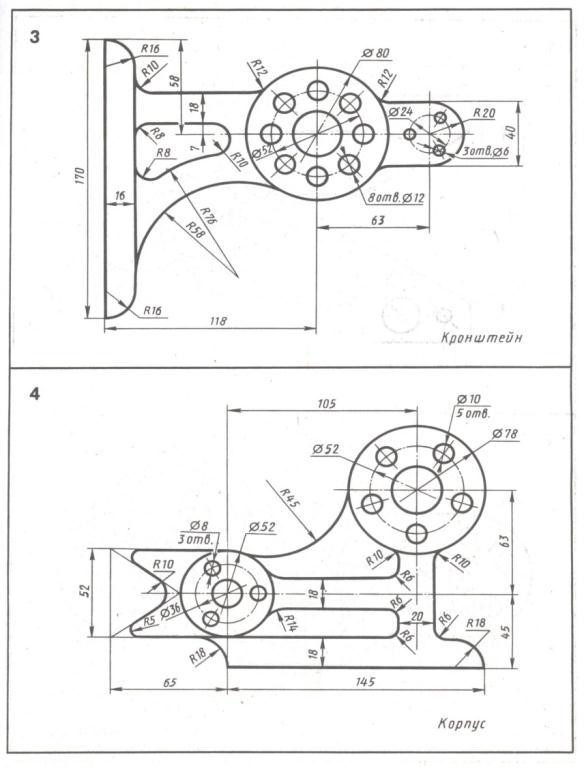 3
R16
R10
58
R12
Ø80
R12
170
18
Ø52
Ø24
R20
R8
7
R10
R8
3отв.Ø6
40
16
8отв.Ø12
R76
R58
63
R16
118
Кронштейн
4
105
Ø10
5отв.
Ø52
Ø78
R45
Ø8
3отв.
Ø52
R10
R10
63
R6
52
R10
18
R6
R5
Ø36
R14
20
R6
R18
R6
R18
18
45
65
145
Корпус